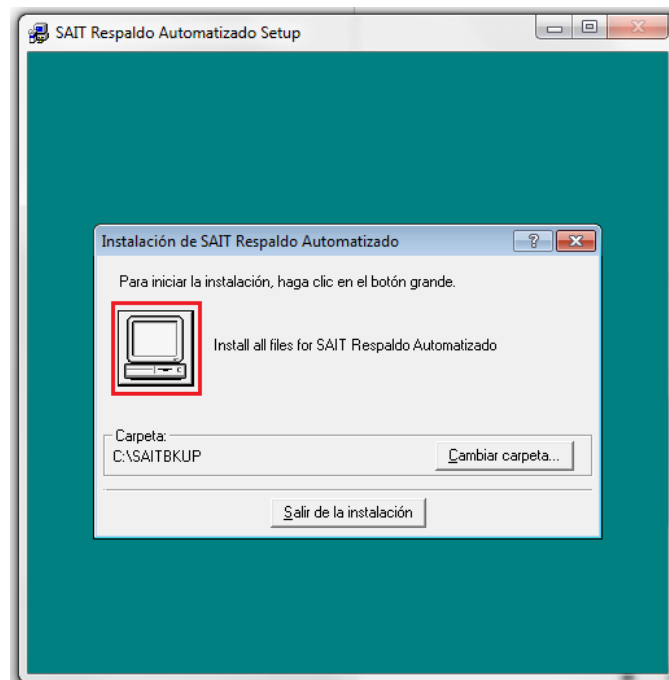 SAIT Respaldo Automatizado Setup
Instalación de SAIT Respaldo Automatizado
Para iniciar la instalación, haga clic en el botón grande.
Install all files for SAIT Respaldo Automatizado
Carpeta:
C:\SAITBKUP
Cambiar carpeta...
Salir de la instalación